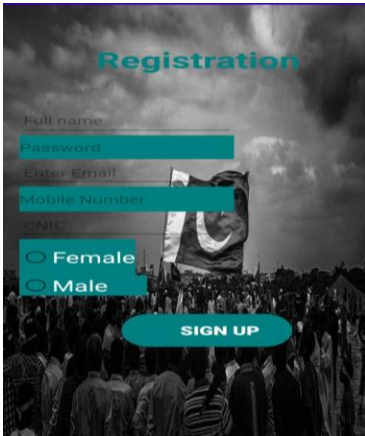 Registration
Full name
Password
Enter Email
Mobile Number
CNIC
Female
Male
SIGN UP